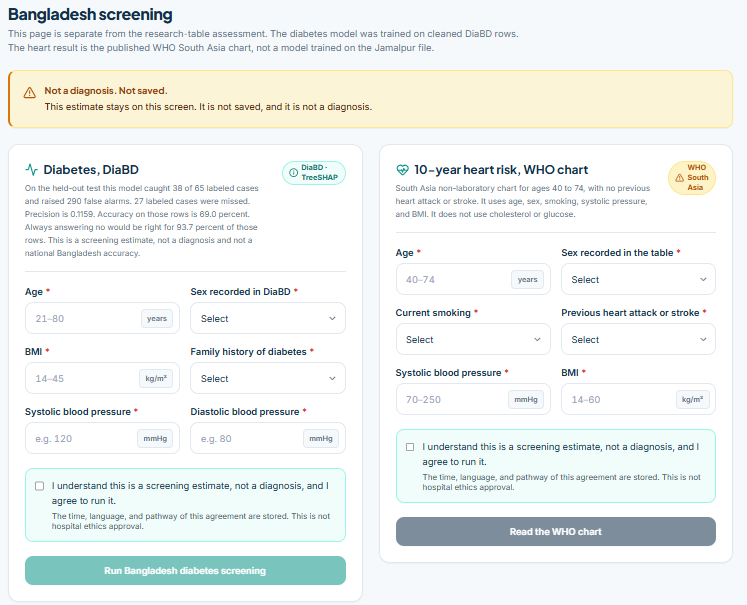 Bangladesh screening
This page is separate from the research-table assessment. The diabetes model was trained on cleaned DiaBD rows.
The heart result is the published WHO South Asia chart, not a model trained on the Jamalpur file.
Not a diagnosis. Not saved.
This estimate stays on this screen. It is not saved, and it is not a diagnosis.
Diabetes, DiaBD
DiaBD ·
TreeSHAP
On the held-out test this model caught 38 of 65 labeled cases
and raised 290 false alarms. 27 labeled cases were missed.
Precision is 0.1159. Accuracy on those rows is 69.0 percent.
Always answering no would be right for 93.7 percent of those
rows. This is a screening estimate, not a diagnosis and not a
national Bangladesh accuracy.
Age *
Sex recorded in DiaBD *
21–80
years
Select
BMI *
Family history of diabetes *
14–45
kg/m²
Select
Systolic blood pressure *
Diastolic blood pressure *
e.g. 120
mmHg
e.g. 80
mmHg
I understand this is a screening estimate, not a diagnosis, and I
agree to run it.
The time, language, and pathway of this agreement are stored. This is not
hospital ethics approval.
Run Bangladesh diabetes screening
10-year heart risk, WHO chart
WHO
South
Asia
South Asia non-laboratory chart for ages 40 to 74, with no previous
heart attack or stroke. It uses age, sex, smoking, systolic pressure,
and BMI. It does not use cholesterol or glucose.
Age *
Sex recorded in the table *
40–74
years
Select
Current smoking *
Previous heart attack or stroke *
Select
Select
Systolic blood pressure *
BMI *
70–250
mmHg
14–60
kg/m²
I understand this is a screening estimate, not a diagnosis, and I
agree to run it.
The time, language, and pathway of this agreement are stored. This is not
hospital ethics approval.
Read the WHO chart